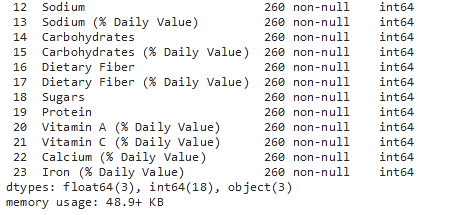 12 Sodium 260 non-null int64
13 Sodium (% Daily Value) 260 non-null int64
14 Carbohydrates 260 non-null int64
15 Carbohydrates (% Daily Value) 260 non-null int64
16 Dietary Fiber 260 non-null int64
17 Dietary Fiber (% Daily Value) 260 non-null int64
18 Sugars 260 non-null int64
19 Protein 260 non-null int64
20 Vitamin A (% Daily Value) 260 non-null int64
21 Vitamin C (% Daily Value) 260 non-null int64
22 Calcium (% Daily Value) 260 non-null int64
23 Iron (% Daily Value) 260 non-null int64
dtypes: float64(3), int64(18), object(3)
memory usage: 48.9+ KB